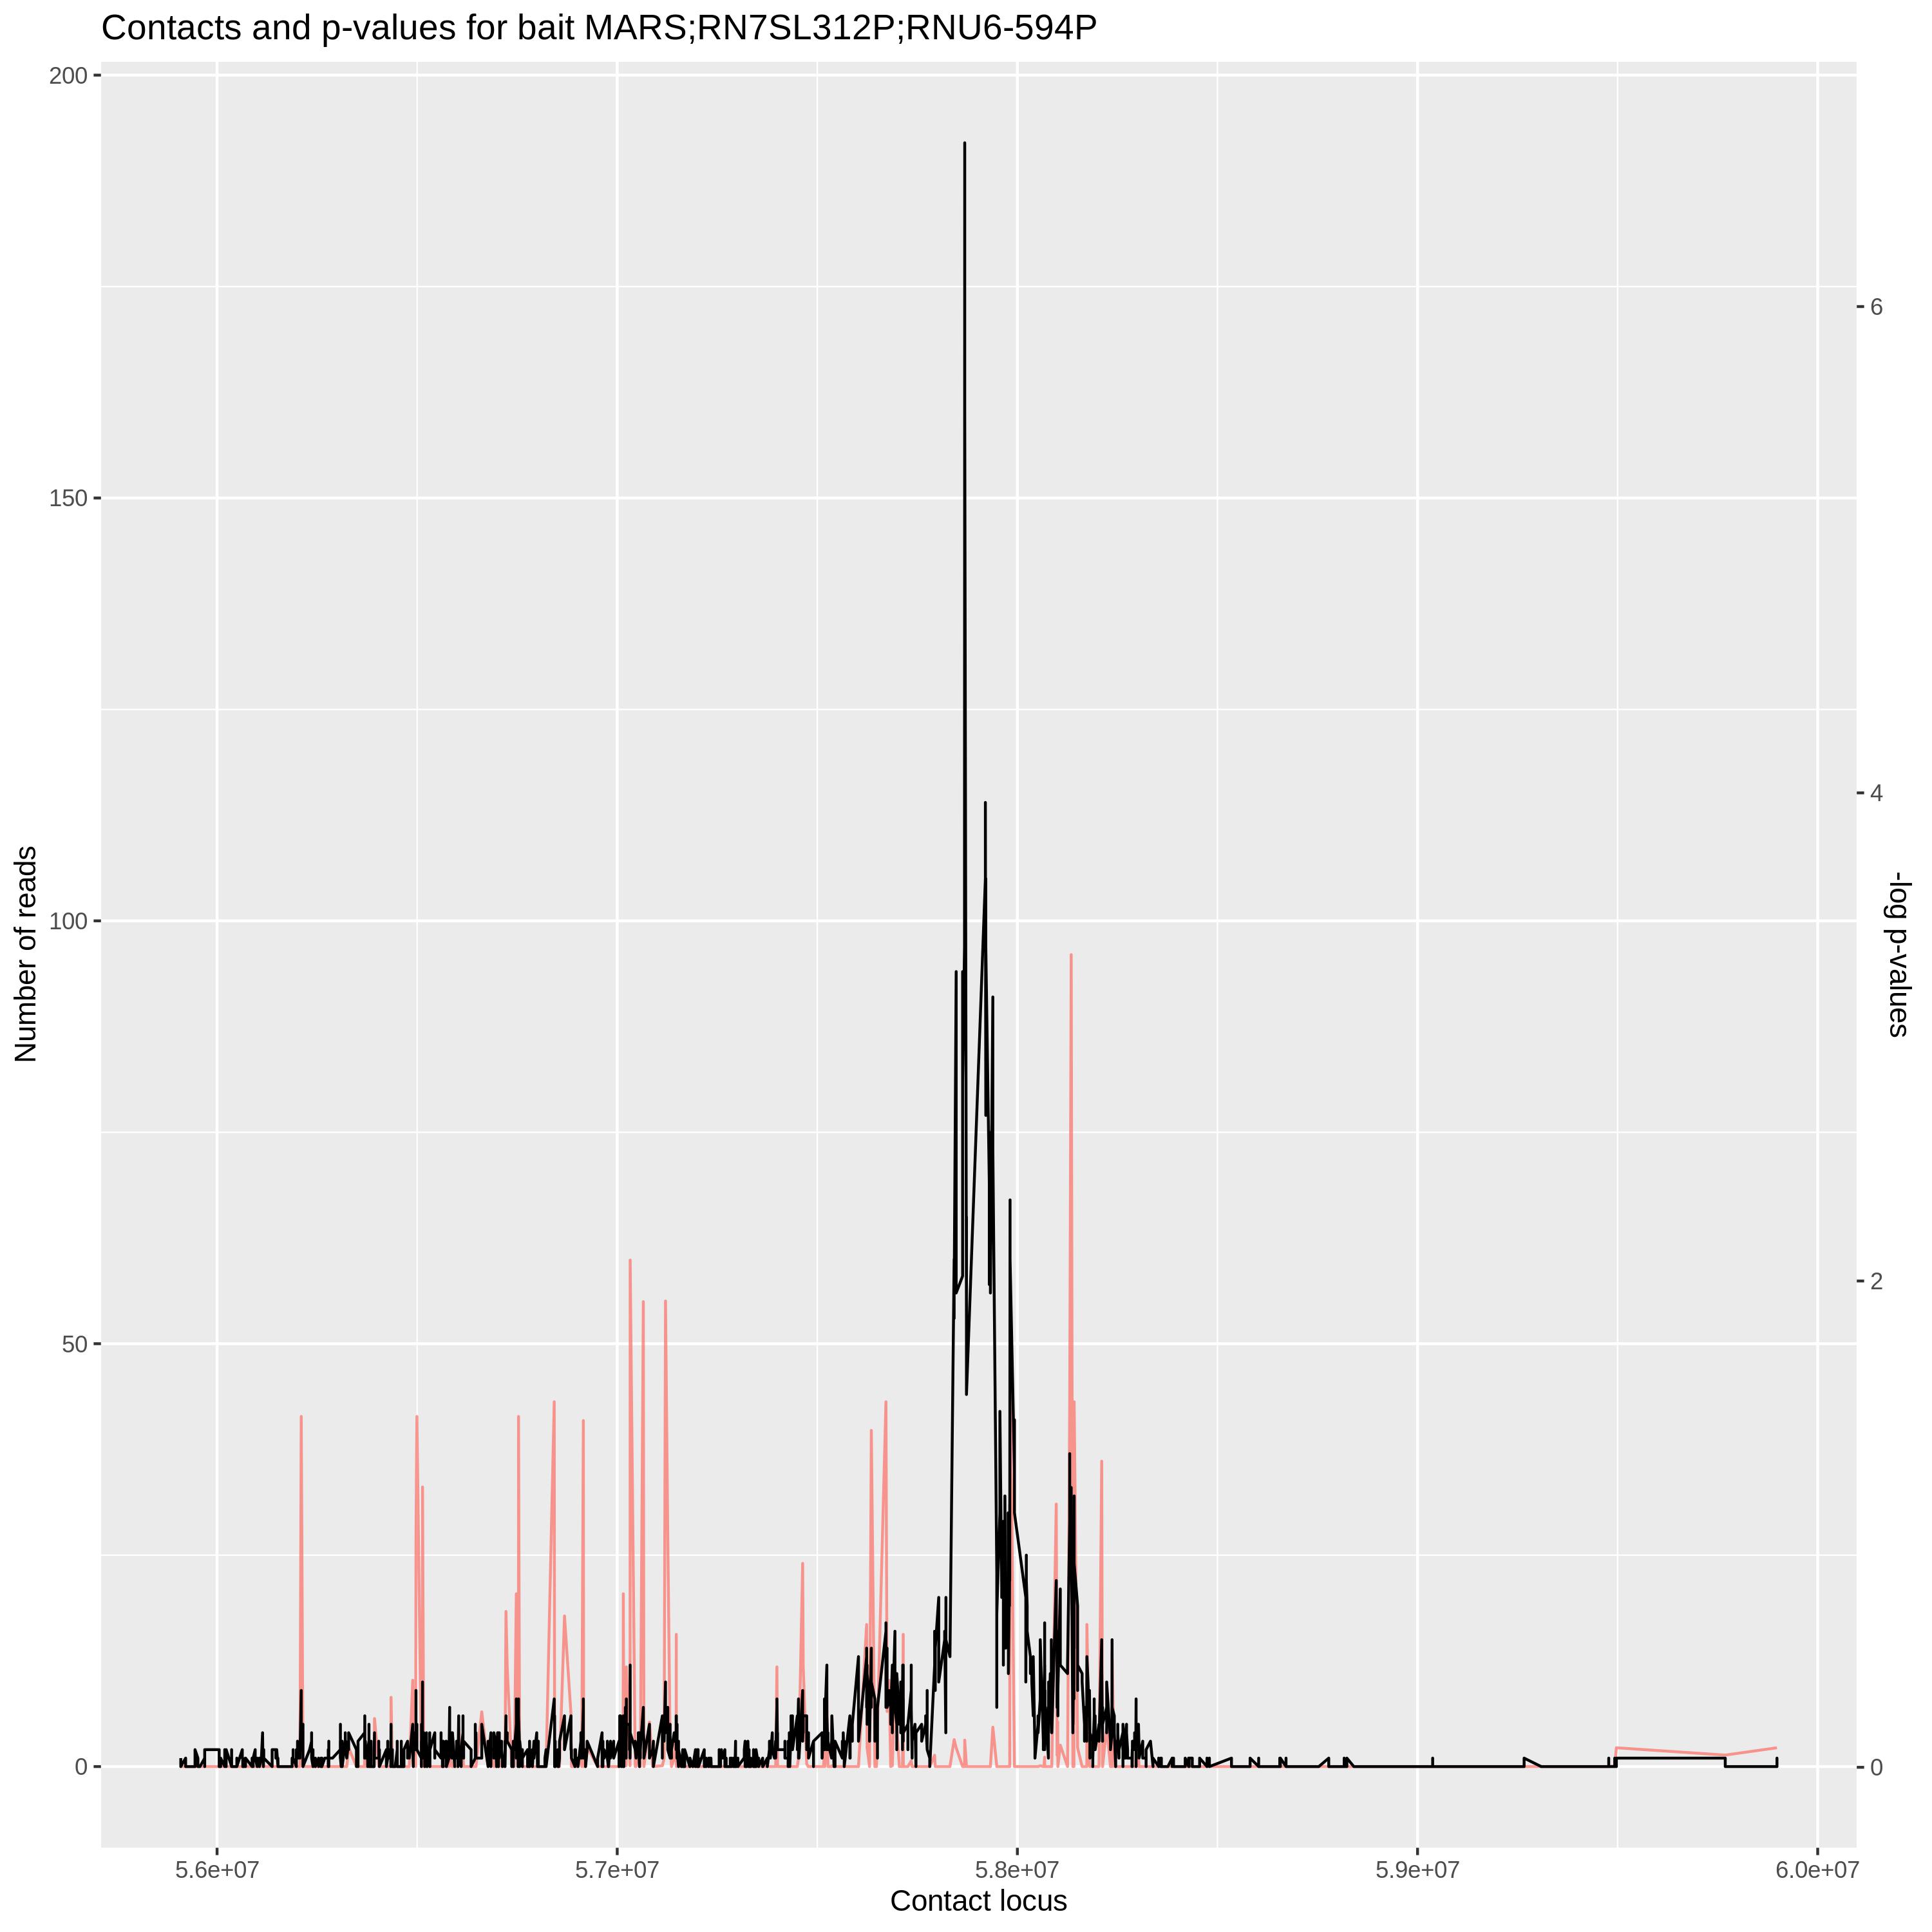 Contacts and p-values for bait MARS;RN7SL312P;RNU6-594P
200
150
100
50
0
Number of reads
6
4
2
0
-log p-values
5.6e+07 5.7e+07 5.8e+07 5.9e+07 6.0e+07
Contact locus